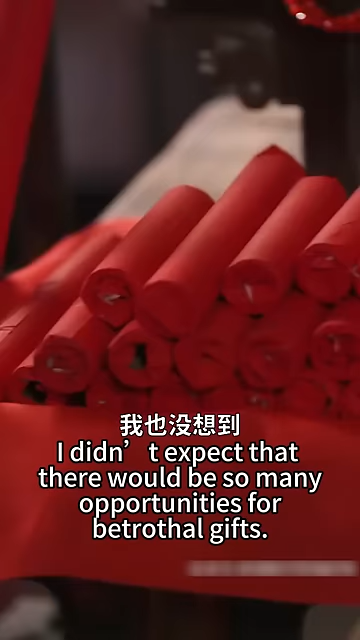 我也没想到
I didn’t expect that
there would be so many
opportunities for
betrothal gifts.